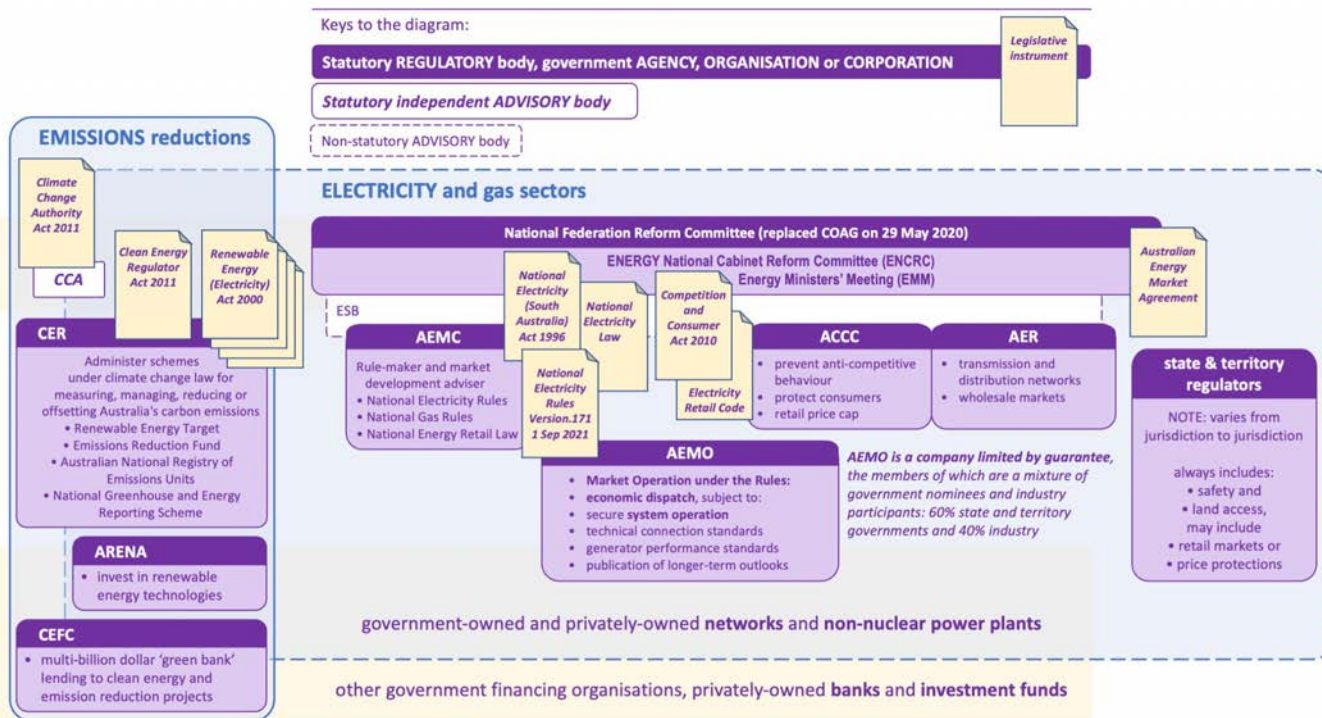 Keys to the diagram:
Statutory REGULATORY body, government AGENCY, ORGANISATION or CORPORATION
Statutory independent ADVISORY body
Non-statutory ADVISORY body
Legislative
instrument
EMISSIONS reductions
Climate
Change
Authority
Act 2011
CCA
Clean Energy
Regulator
Act 2011
Renewable
Energy
(Electricity)
Act 2000
CER
Administer schemes
under climate change law for
measuring, managing, reducing or
offsetting Australia's carbon emissions
• Renewable Energy Target
• Emissions Reduction Fund
• Australian National Registry of
Emissions Units
• National Greenhouse and Energy
Reporting Scheme
ARENA
• invest in renewable
energy technologies
CEFC
• multi-billion dollar ‘green bank’
lending to clean energy and
emission reduction projects
ELECTRICITY and gas sectors
National Federation Reform Committee (replaced COAG on 29 May 2020)
ENERGY National Cabinet Reform Committee (ENCRC)
Energy Ministers’ Meeting (EMM)
Australian
Energy
Market
Agreement
ESB
AEMC
Rule-maker and market
development adviser
• National Electricity Rules
• National Gas Rules
• National Energy Retail Law
National
Electricity
(South
Australia)
Act 1996
National
Electricity
Law
National
Electricity
Rules
Version.171
1 Sep 2021
Competition
and
Consumer
Act 2010
Electricity
Retail Code
ACCC
• prevent anti-competitive
behaviour
• protect consumers
• retail price cap
AER
• transmission and
distribution networks
• wholesale markets
AEMO
• Market Operation under the Rules:
• economic dispatch, subject to:
• secure system operation
• technical connection standards
• generator performance standards
• publication of longer-term outlooks
AEMO is a company limited by guarantee,
the members of which are a mixture of
government nominees and industry
participants: 60% state and territory
governments and 40% industry
state & territory
regulators
NOTE: varies from
jurisdiction to jurisdiction
always includes:
• safety and
• land access,
may include
• retail markets or
• price protections
government-owned and privately-owned networks and non-nuclear power plants
other government financing organisations, privately-owned banks and investment funds